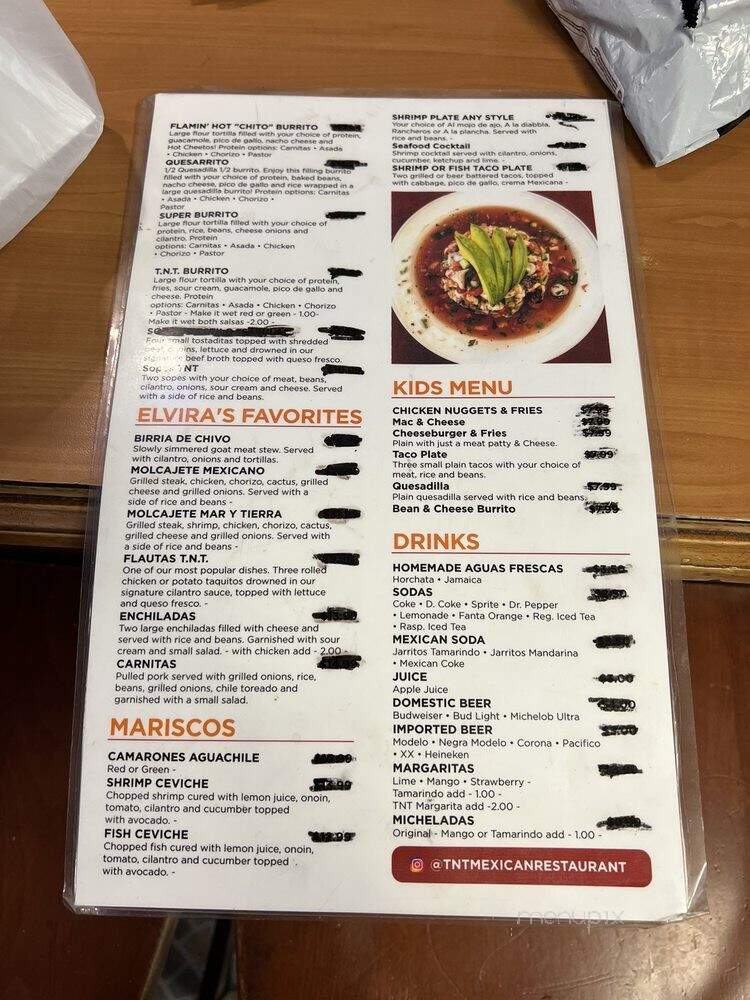 FLAMIN' HOT "CHITO" BURRITO
Large flour tortilla filled with your choice of protein,
guacamole, pico de gallo, nacho cheese and
Hot Cheetos! Protein options: Carnitas • Asada
• Chicken • Chorizo • Pastor
QUESARRITO
1/2 Quesadilla 1/2 burrito. Enjoy this filling burrito
filled with your choice of protein, baked beans,
nacho cheese, pico de gallo and rice wrapped in a
large quesadilla burrito! Protein options: Carnitas
• Asada • Chicken • Chorizo •
Pastor
SUPER BURRITO
Large flour tortilla filled with your choice of
protein, rice, beans, cheese onions and
cilantro. Protein
options: Carnitas • Asada • Chicken
• Chorizo • Pastor
T.N.T. BURRITO
Large flour tortilla with your choice of protein,
fries, sour cream, guacamole, pico de gallo and
cheese. Protein
options: Carnitas • Asada • Chicken • Chorizo
• Pastor - Make it wet red or green - 1.00-
Make it wet both salsas -2.00 -
Four small tostaditas topped with shredded
lettuce and drowned in our
signature beef broth topped with queso fresco.
TNT
Two sopes with your choice of meat, beans,
cilantro, onions, sour cream and cheese. Served
with a side of rice and beans.
ELVIRA'S FAVORITES
BIRRIA DE CHIVO
Slowly simmered goat meat stew. Served
with cilantro, onions and tortillas.
MOLCAJETE MEXICANO
Grilled steak, chicken, chorizo, cactus, grilled
cheese and grilled onions. Served with a
side of rice and beans -
MOLCAJETE MAR Y TIERRA
Grilled steak, shrimp, chicken, chorizo, cactus,
grilled cheese and grilled onions. Served with
a side of rice and beans -
FLAUTAS T.N.T.
One of our most popular dishes. Three rolled
chicken or potato taquitos drowned in our
signature cilantro sauce, topped with lettuce
and queso fresco. -
ENCHILADAS
Two large enchiladas filled with cheese and
served with rice and beans. Garnished with sour
cream and small salad. - with chicken add - 2.00 -
CARNITAS
Pulled pork served with grilled onions, rice,
beans, grilled onions, chile toreado and
garnished with a small salad.
MARISCOS
CAMARONES AGUACHILE
Red or Green -
SHRIMP CEVICHE
Chopped shrimp cured with lemon juice, onoin,
tomato, cilantro and cucumber topped
with avocado. -
FISH CEVICHE
Chopped fish cured with lemon juice, onoin,
tomato, cilantro and cucumber topped
with avocado. -
SHRIMP PLATE ANY STYLE
Your choice of Al mojo de ajo, A la diabbla,
Rancheros or A la plancha. Served with
rice and beans. -
Seafood Cocktail
Shrimp cocktail served with cilantro, onions,
cucumber, ketchup and lime. -
SHRIMP OR FISH TACO PLATE
Two grilled or beer battered tacos, topped
with cabbage, pico de gallo, crema Mexicana -
KIDS MENU
CHICKEN NUGGETS & FRIES $7.99
Mac & Cheese $7.99
Cheeseburger & Fries $7.99
Plain with just a meat patty & Cheese.
Taco Plate
Three small plain tacos with your choice of
meat, rice and beans.
Quesadilla $7.99
Plain quesadilla served with rice and beans.
Bean & Cheese Burrito $7.99
DRINKS
HOMEMADE AGUAS FRESCAS
Horchata • Jamaica
SODAS
Coke • D. Coke • Sprite • Dr. Pepper
• Lemonade • Fanta Orange • Reg. Iced Tea
• Rasp. Iced Tea
MEXICAN SODA
Jarritos Tamarindo • Jarritos Mandarina
• Mexican Coke
JUICE
Apple Juice
DOMESTIC BEER
Budweiser • Bud Light • Michelob Ultra
IMPORTED BEER
Modelo • Negra Modelo • Corona • Pacifico
• XX • Heineken
MARGARITAS
Lime • Mango • Strawberry -
Tamarindo add - 1.00 -
TNT Margarita add -2.00 -
MICHELADAS
Original - Mango or Tamarindo add - 1.00 -
@TNTMEXICANRESTAURANT
menupix